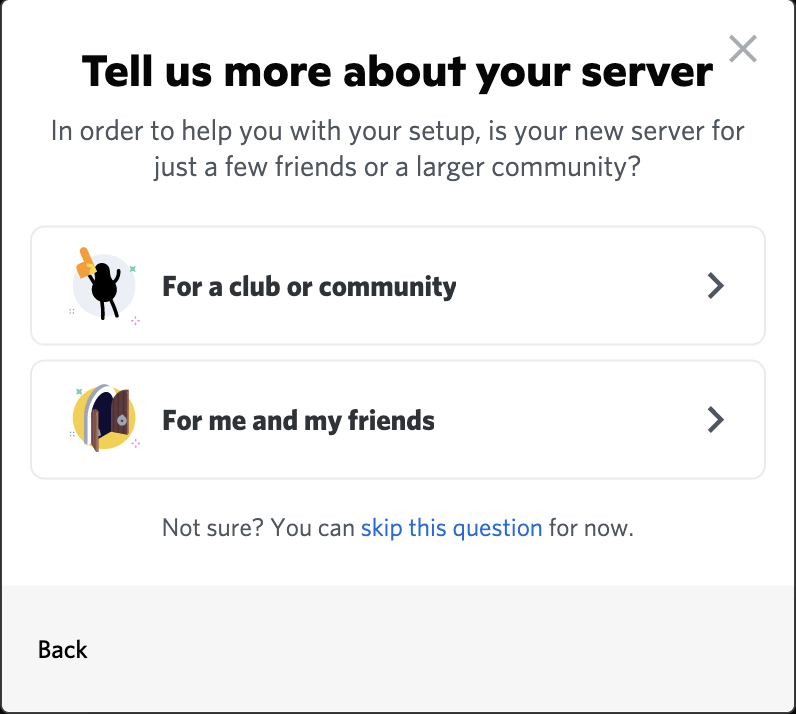 Tell us more about your server
In order to help you with your setup, is your new server for
just a few friends or a larger community?
For a club or community
For me and my friends
Not sure? You can skip this question for now.
Back